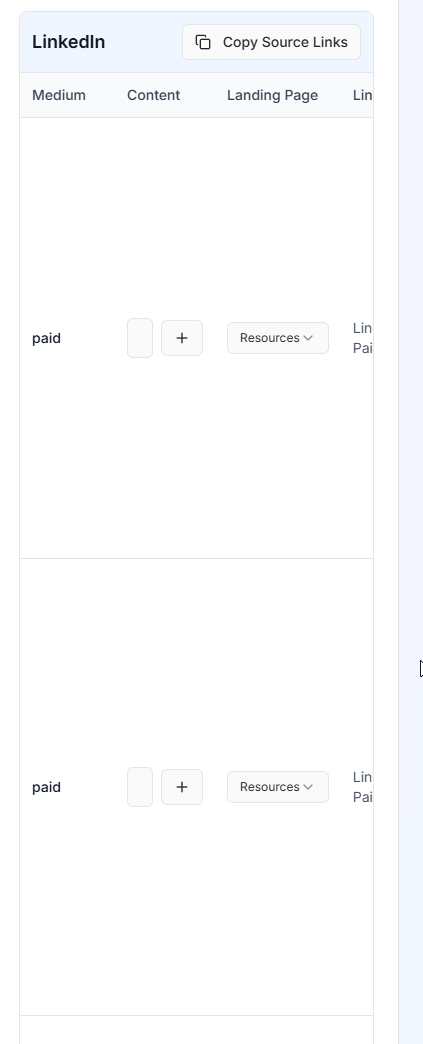 LinkedIn
Copy Source Links
Medium Content Landing Page Lin
paid + Resources Lin
Pai
paid + Resources Lin
Pai